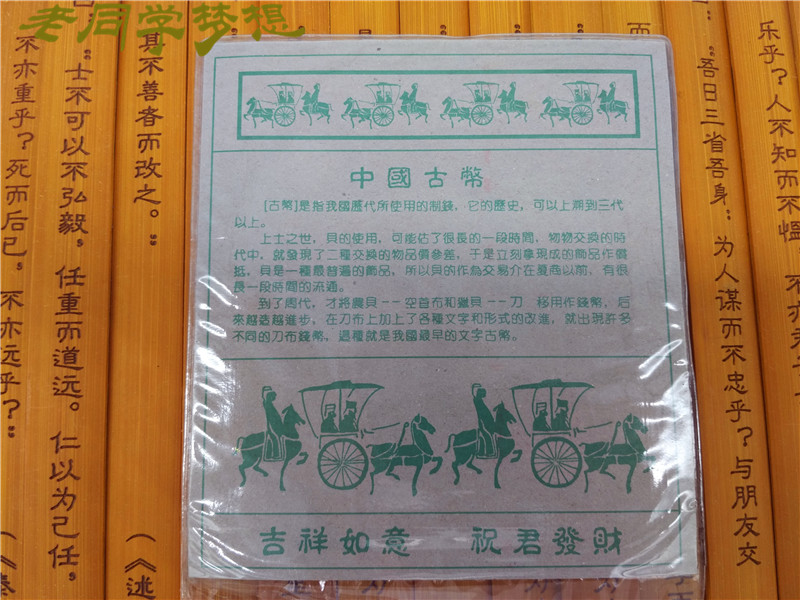 老同学梦想
中國古幣
[古幣]是指我國歷代所使用的制錢，它的歷史，可以上溯到三代
以上。
上士之世，貝的使用，可能估了很長的一段時間，物物交換的時
代中，就發現了二種交換的物品價參差，于是立刻拿現成的商品作價
抵，貝是一種最普遍的商品，所以貝的作為交易介在夏商以前，有很
長一段時間的流通。
到了周代，才將農貝--空首布和獵貝--刀 移用作錢幣，后
來越造越進步，在刀布上加上了各種文字和形式的改進，就出現許多
不同的刀布錢幣，這種就是我國最早的文字古幣。
吉祥如意 祝君發財
乐乎？人不知而不愠，
吾日三省吾身：为人谋而不忠乎？与朋友交
而
其不善者而改之。”
（《述
“士不可以不弘毅，任重而道远。仁以为己任，
不亦重乎？死而后已，不亦远乎？”